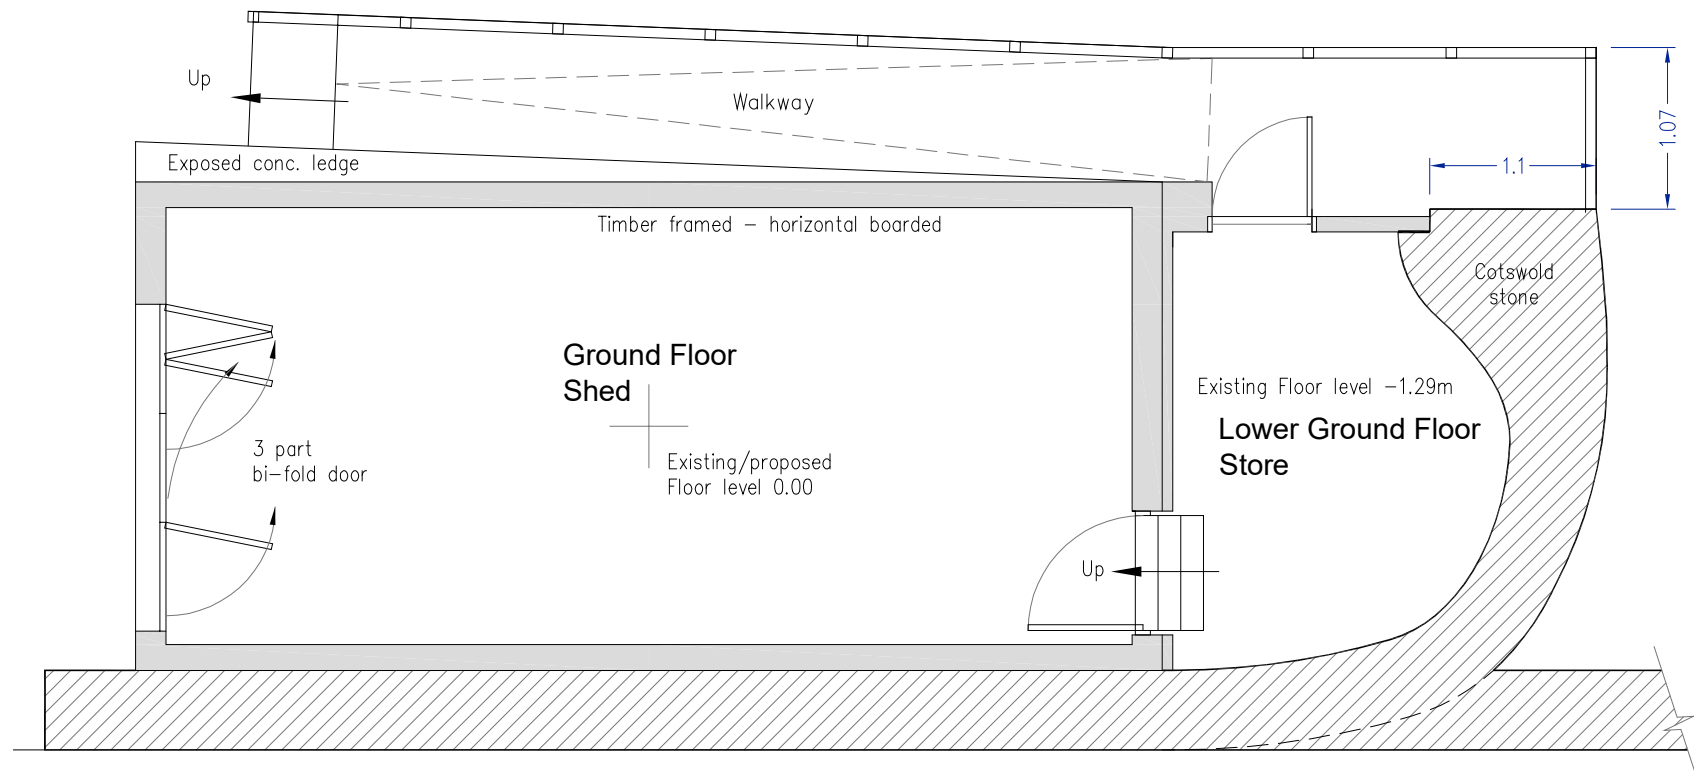 Up
Walkway
1.07
Exposed conc. ledge
1.1
Timber framed – horizontal boarded
Cotswold
stone
Ground Floor
Shed
Existing Floor level –1.29m
Lower Ground Floor
Store
3 part
bi–fold door
Existing/proposed
Floor level 0.00
Up